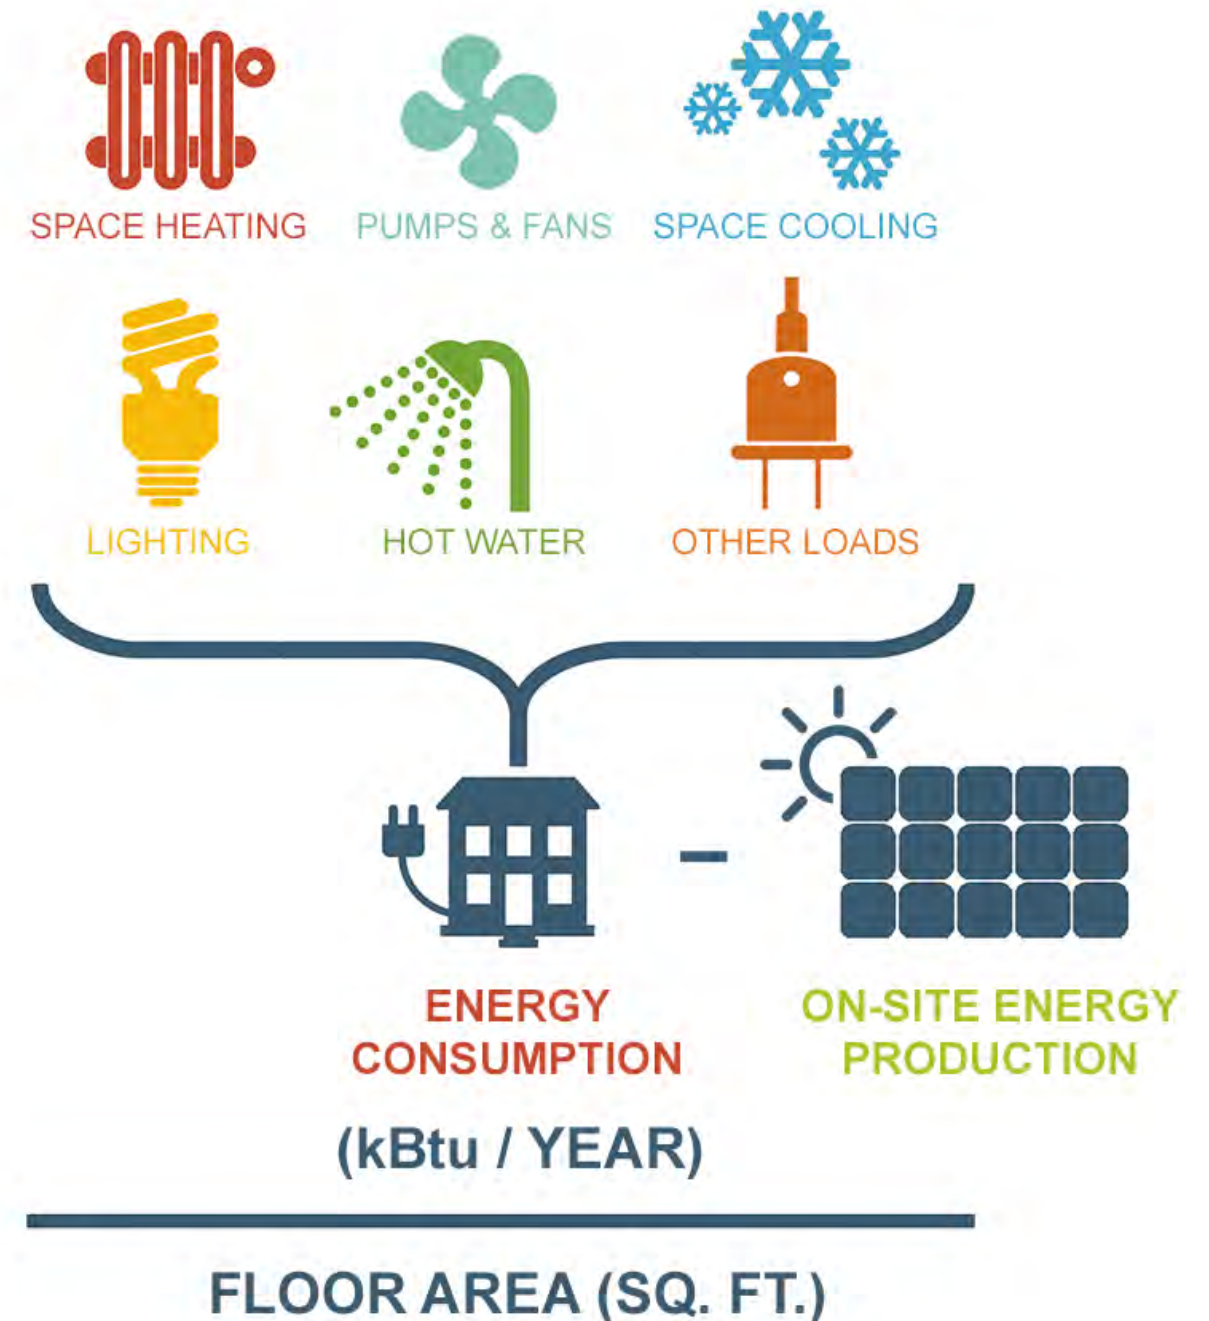 SPACE HEATING
PUMPS & FANS
SPACE COOLING
LIGHTING
HOT WATER
OTHER LOADS
–
ENERGY
CONSUMPTION
ON-SITE ENERGY
PRODUCTION
(kBtu / YEAR)
FLOOR AREA (SQ. FT.)